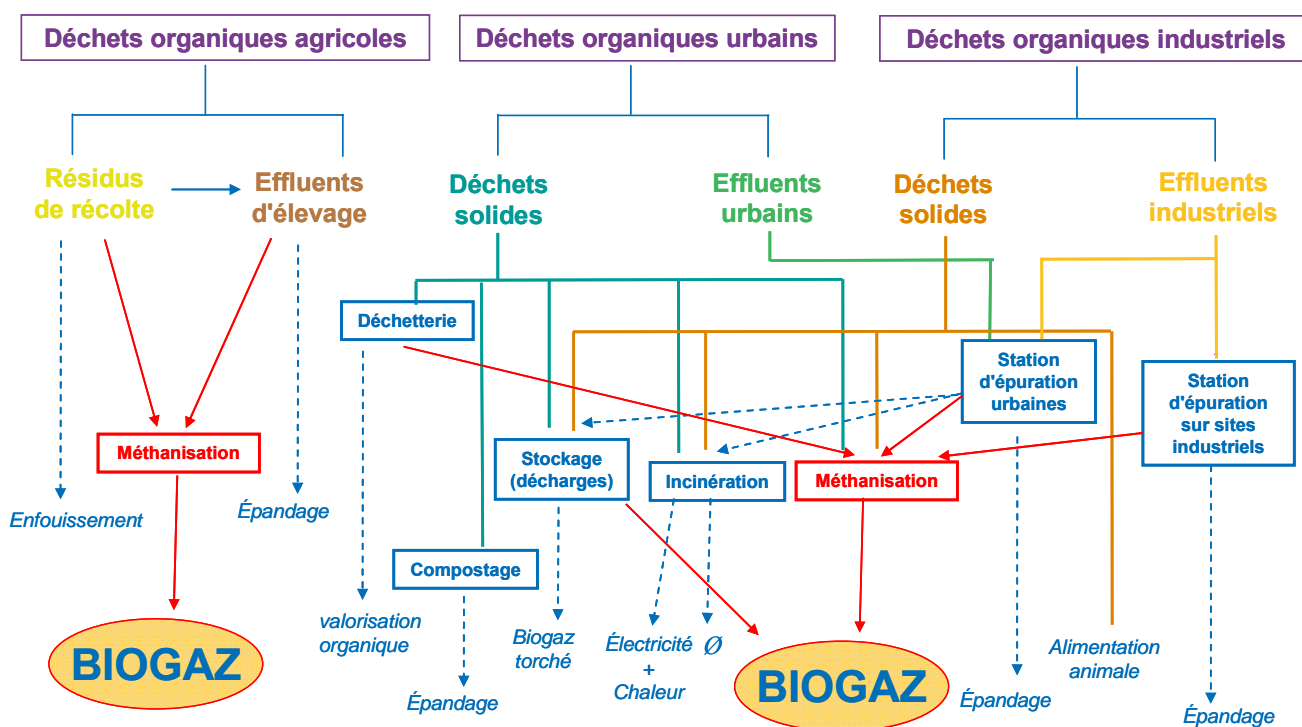 Déchets organiques agricoles
Déchets organiques urbains
Déchets organiques industriels
Résidus
de récolte
Effluents
d'élevage
Déchets
solides
Effluents
urbains
Déchets
solides
Effluents
industriels
Déchetterie
Station
d'épuration
urbaines
Station
d'épuration
sur sites
industriels
Méthanisation
Stockage
(décharges)
Incinération
Méthanisation
Enfouissement
Épandage
Compostage
valorisation
organique
Biogaz
torché
Électricité
+
Chaleur
Ø
Alimentation
animale
BIOGAZ
BIOGAZ
Épandage
Épandage
Épandage